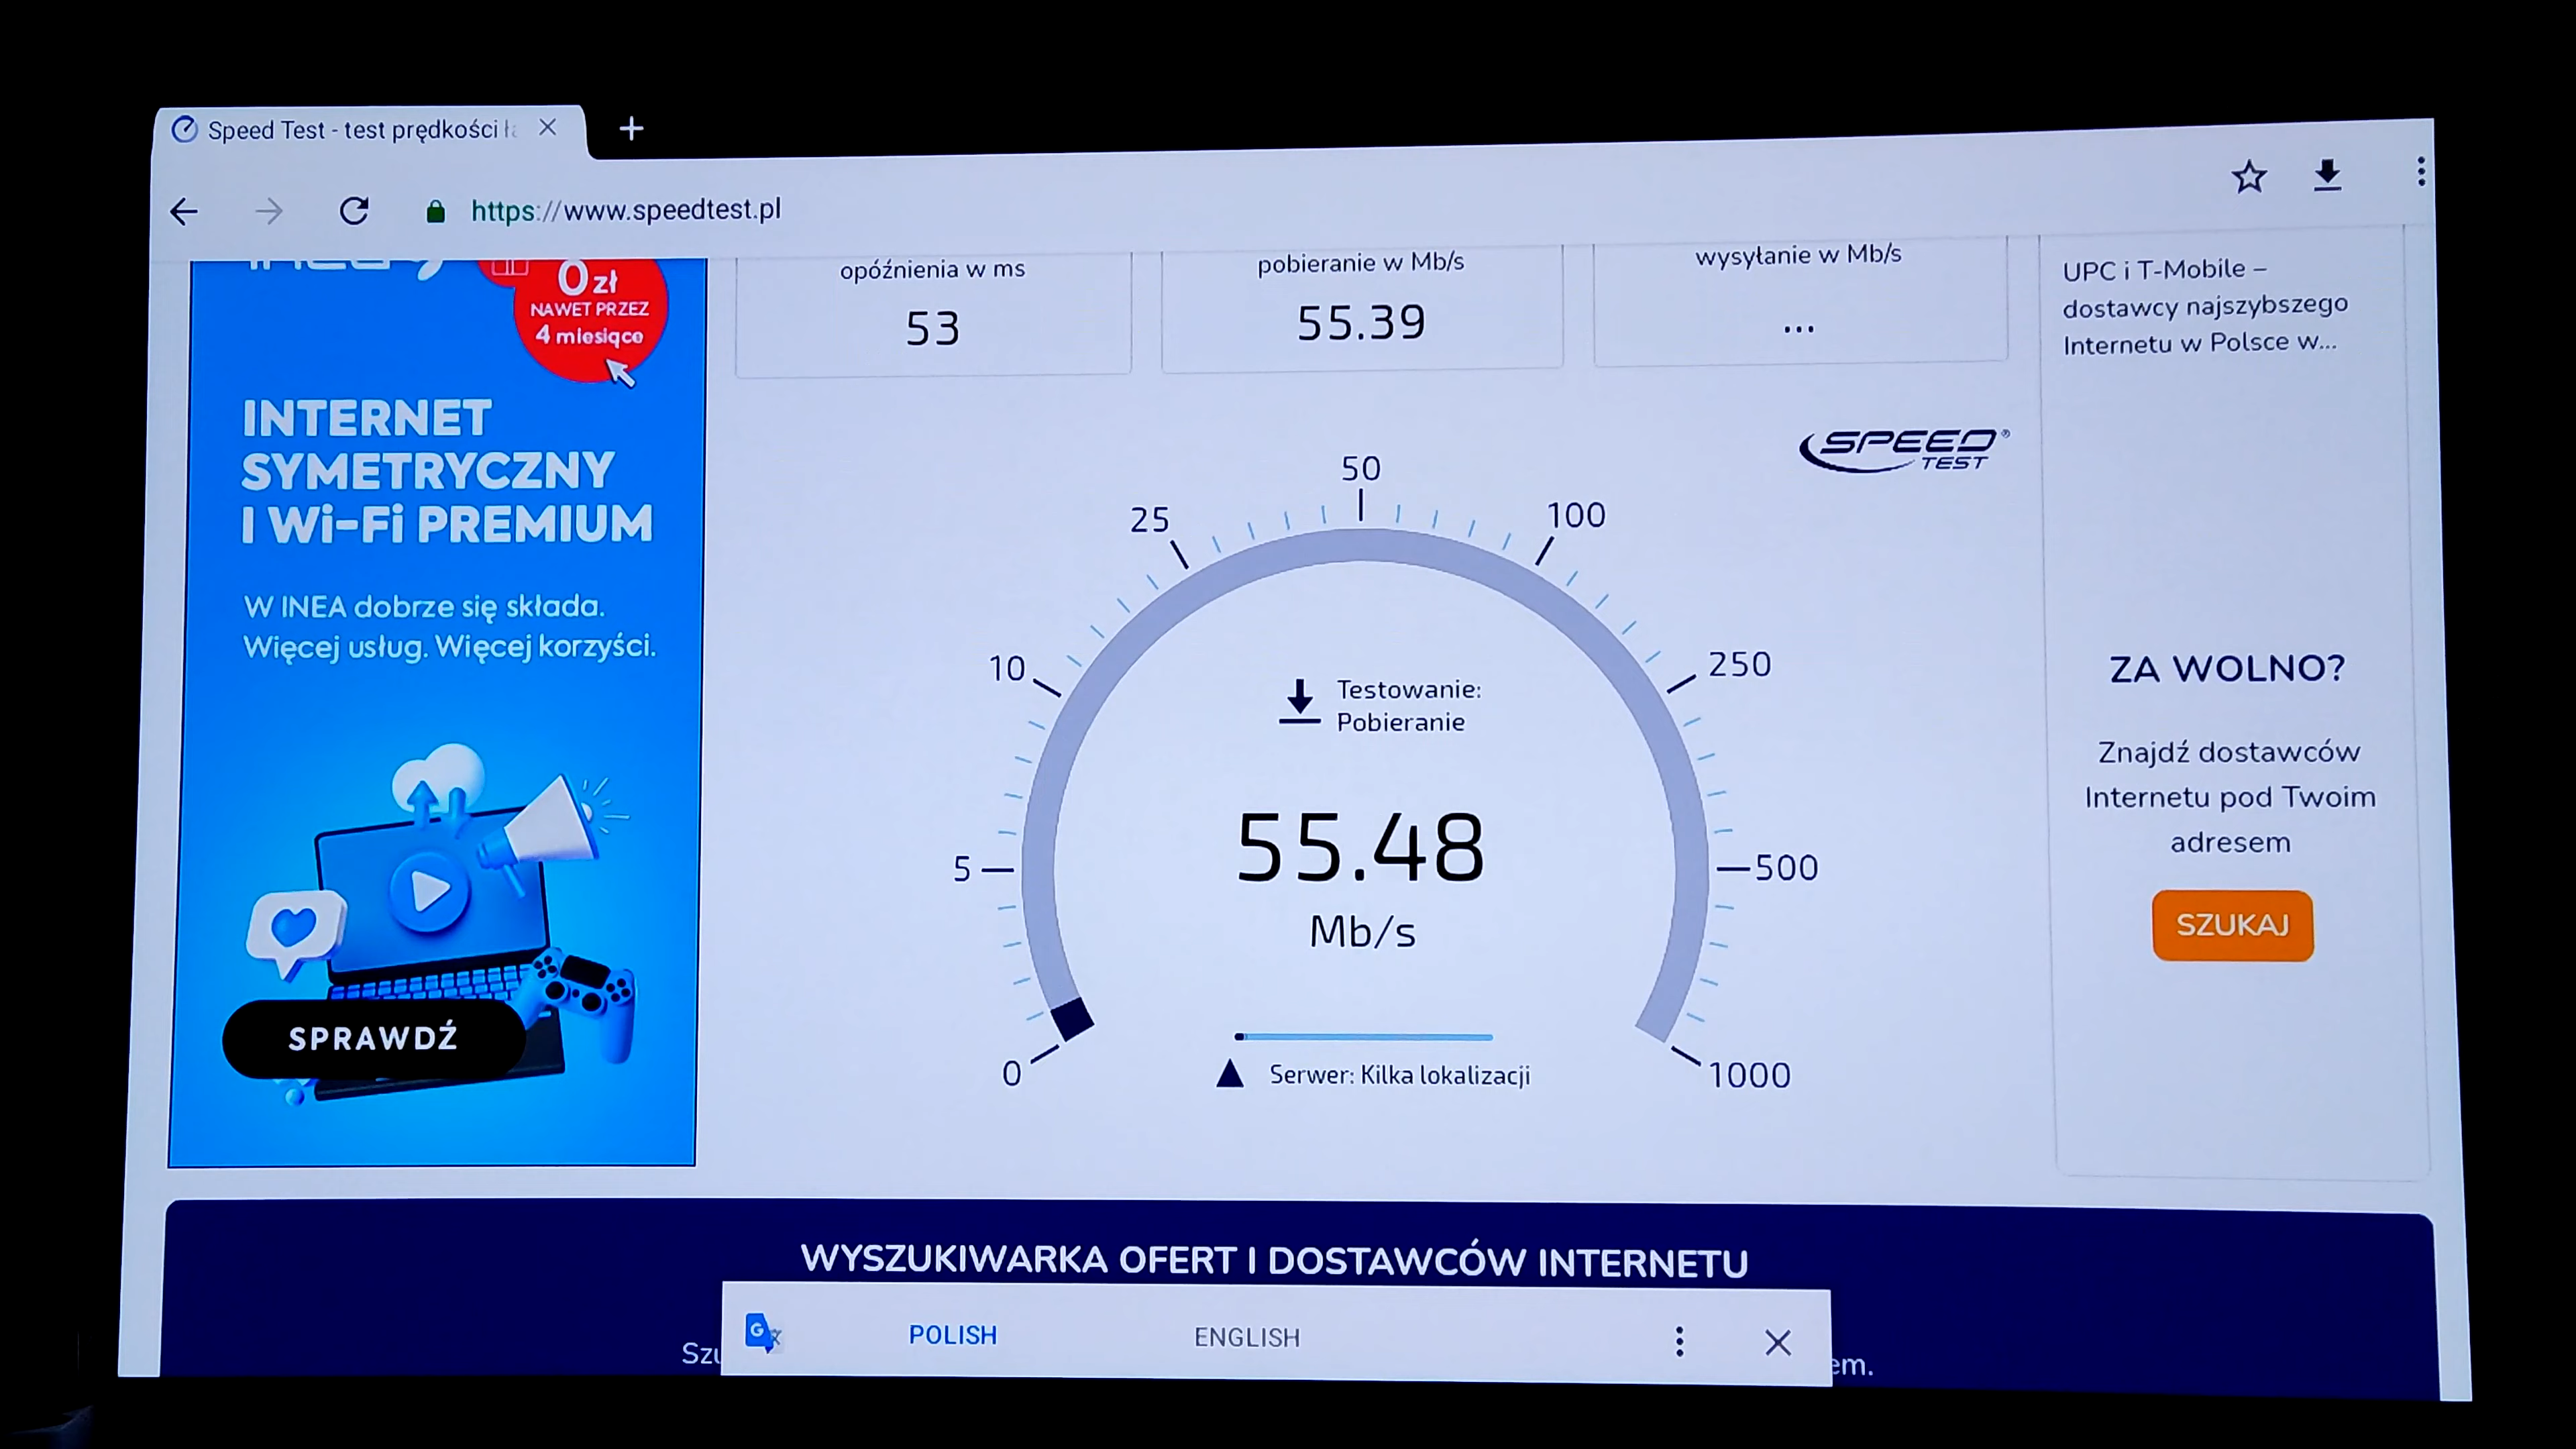 Speed Test - test prędkości
https://www.speedtest.pl
0 zł
NAWET PRZEZ
4 miesiące
INTERNET
SYMETRYCZNY
I Wi-Fi PREMIUM
W INEA dobrze się składa.
Więcej usług. Więcej korzyści.
SPRAWDŹ
opóźnienia w ms
53
pobieranie w Mb/s
55.39
wysyłanie w Mb/s
...
SPEED®
TEST
0
5
10
25
50
100
250
500
1000
Testowanie:
Pobieranie
55.48
Mb/s
Serwer: Kilka lokalizacji
UPC i T-Mobile –
dostawcy najszybszego
Internetu w Polsce w...
ZA WOLNO?
Znajdź dostawców
Internetu pod Twoim
adresem
SZUKAJ
WYSZUKIWARKA OFERT I DOSTAWCÓW INTERNETU
POLISH
ENGLISH